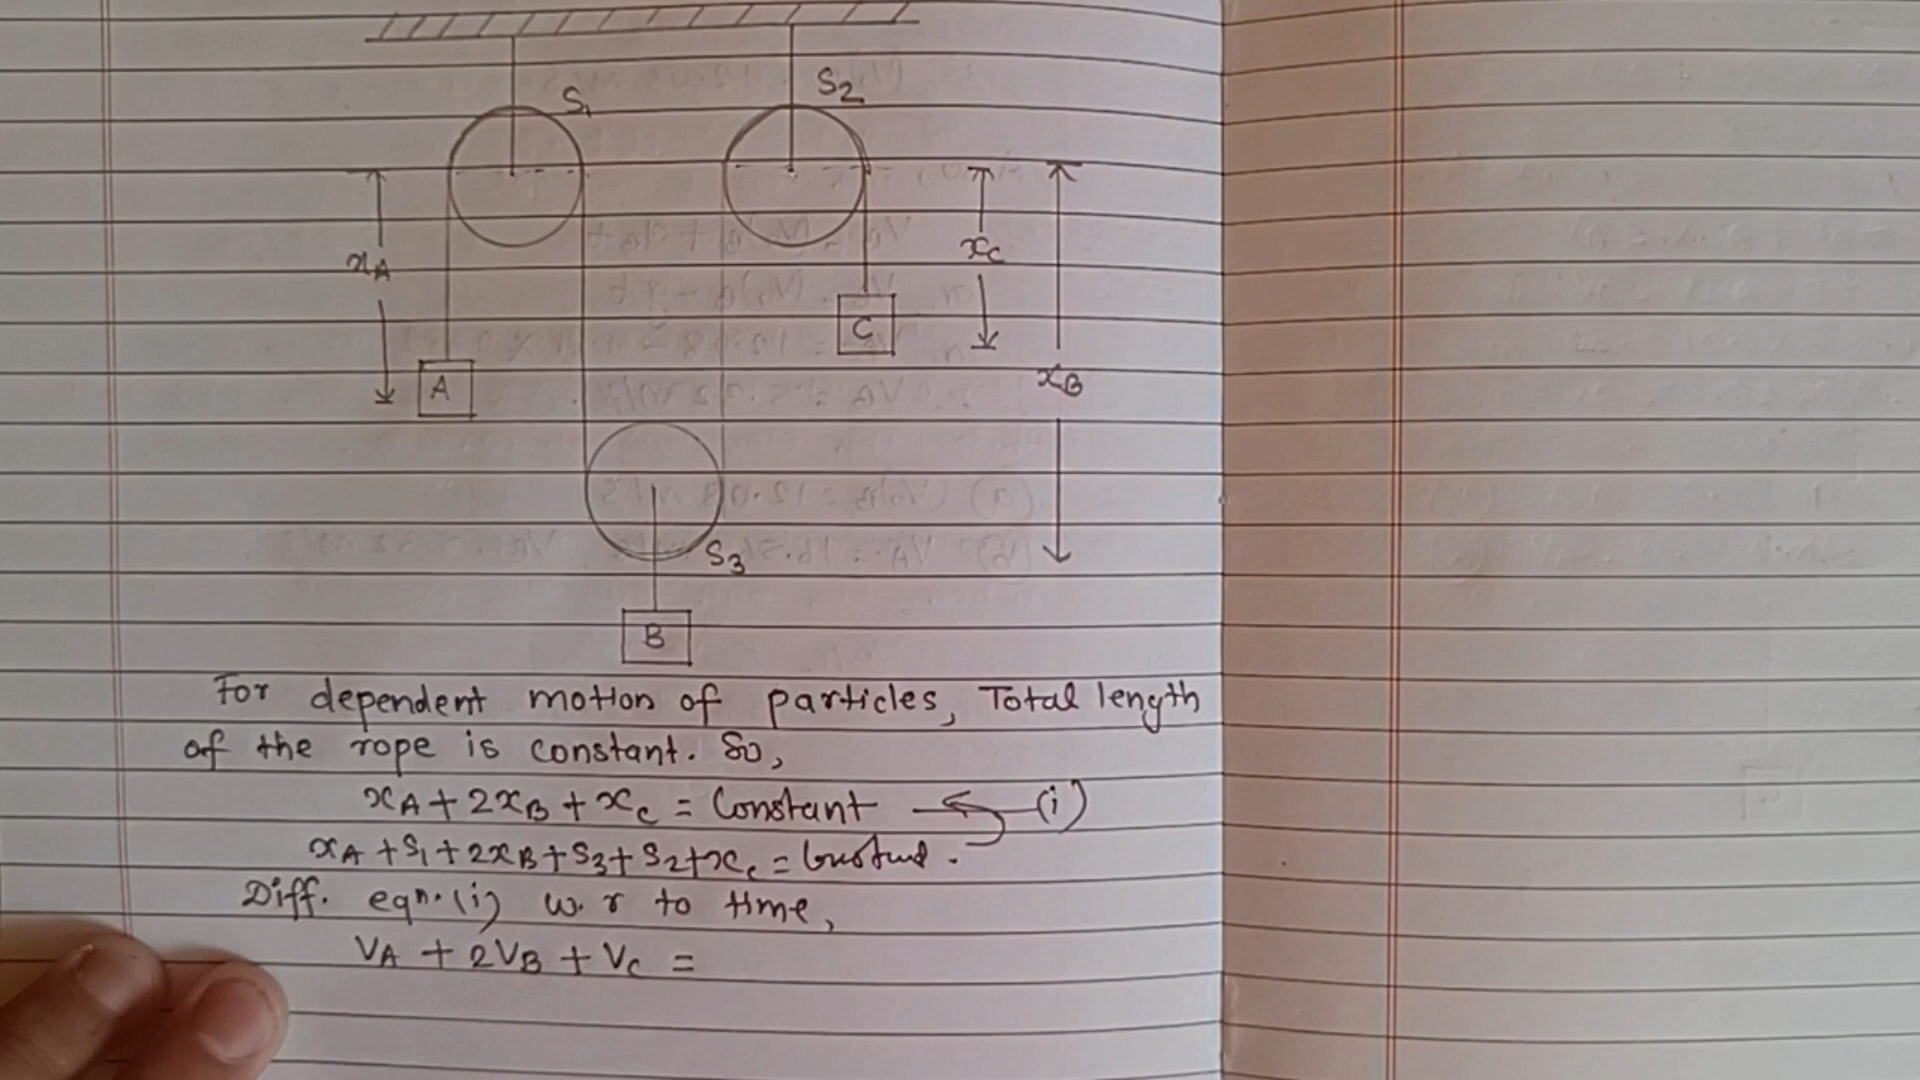 S1
S2
xA
xC
C
A
xB
S3
B
For dependent motion of particles, Total length
of the rope is constant. So,
xA + 2xB + xC = Constant (i)
xA + S1 + 2xB + S3 + S2 + xC = Constant.
Diff. eqn. (i) w. r to time,
VA + 2VB + VC =